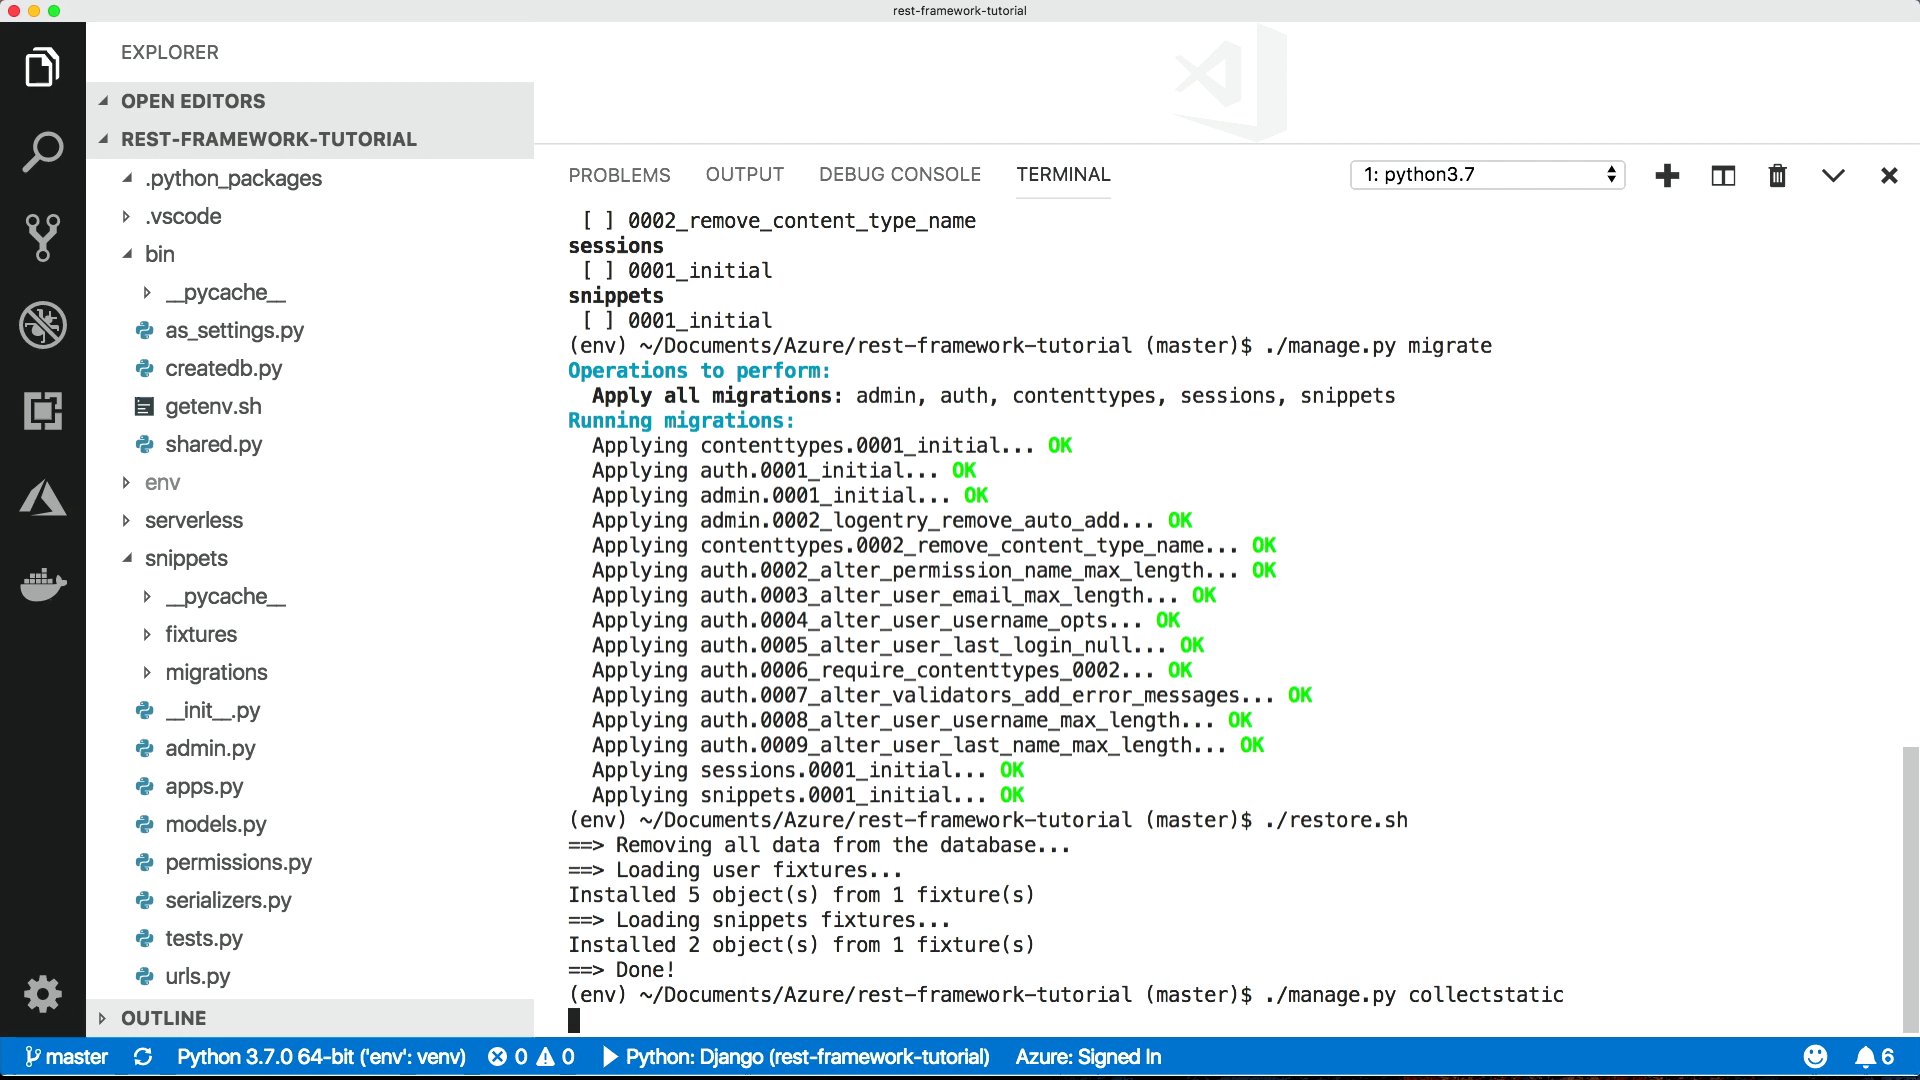 rest-framework-tutorial
EXPLORER
OPEN EDITORS
REST-FRAMEWORK-TUTORIAL
.python_packages
.vscode
bin
__pycache__
as_settings.py
createdb.py
getenv.sh
shared.py
env
serverless
snippets
__pycache__
fixtures
migrations
__init__.py
admin.py
apps.py
models.py
permissions.py
serializers.py
tests.py
urls.py
OUTLINE
PROBLEMS OUTPUT DEBUG CONSOLE TERMINAL 1: python3.7
[ ] 0002_remove_content_type_name
sessions
[ ] 0001_initial
snippets
[ ] 0001_initial
(env) ~/Documents/Azure/rest-framework-tutorial (master)$ ./manage.py migrate
Operations to perform:
Apply all migrations: admin, auth, contenttypes, sessions, snippets
Running migrations:
Applying contenttypes.0001_initial... OK
Applying auth.0001_initial... OK
Applying admin.0001_initial... OK
Applying admin.0002_logentry_remove_auto_add... OK
Applying contenttypes.0002_remove_content_type_name... OK
Applying auth.0002_alter_permission_name_max_length... OK
Applying auth.0003_alter_user_email_max_length... OK
Applying auth.0004_alter_user_username_opts... OK
Applying auth.0005_alter_user_last_login_null... OK
Applying auth.0006_require_contenttypes_0002... OK
Applying auth.0007_alter_validators_add_error_messages... OK
Applying auth.0008_alter_user_username_max_length... OK
Applying auth.0009_alter_user_last_name_max_length... OK
Applying sessions.0001_initial... OK
Applying snippets.0001_initial... OK
(env) ~/Documents/Azure/rest-framework-tutorial (master)$ ./restore.sh
==> Removing all data from the database...
==> Loading user fixtures...
Installed 5 object(s) from 1 fixture(s)
==> Loading snippets fixtures...
Installed 2 object(s) from 1 fixture(s)
==> Done!
(env) ~/Documents/Azure/rest-framework-tutorial (master)$ ./manage.py collectstatic
master Python 3.7.0 64-bit ('env': venv) 0 0 Python: Django (rest-framework-tutorial) Azure: Signed In 6